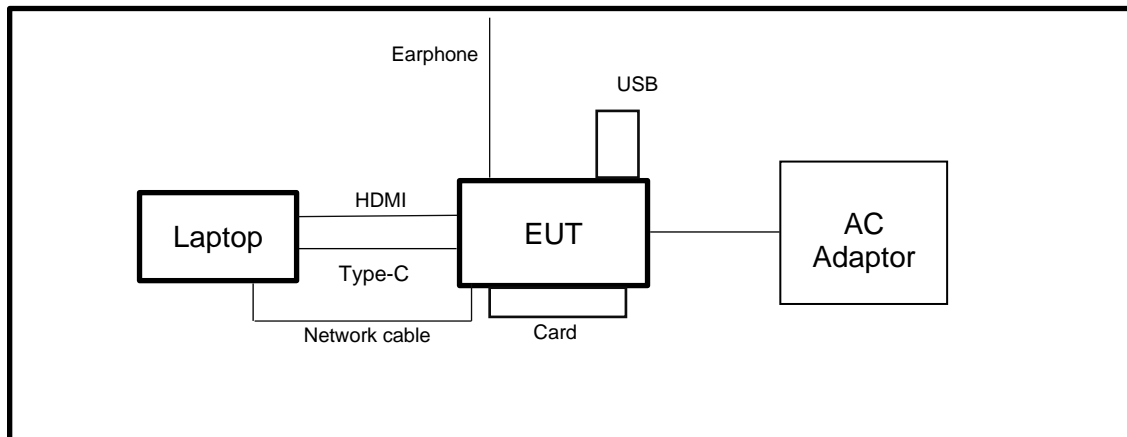 Earphone
USB
HDMI
Laptop
EUT
AC
Adaptor
Type-C
Network cable
Card